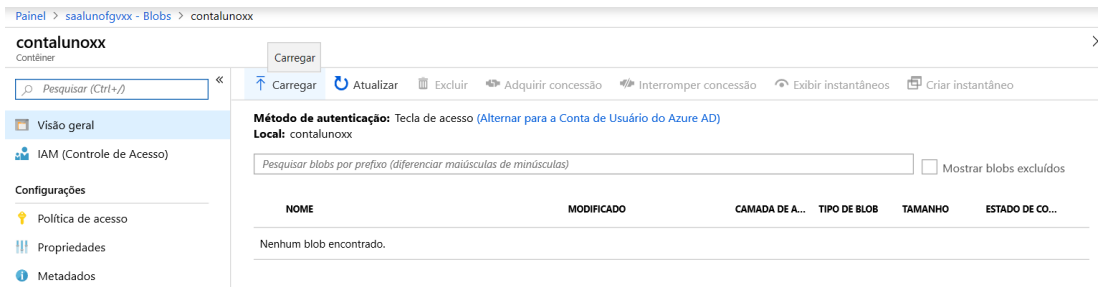 Painel > saalunofgvxx - Blobs > contalunoxx
contalunoxx
Contêiner
Carregar
Pesquisar (Ctrl+/)
Visão geral
IAM (Controle de Acesso)
Configurações
Política de acesso
Propriedades
Metadados
Carregar Atualizar Excluir Adquirir concessão Interromper concessão Exibir instantâneos Criar instantâneo
Método de autenticação: Tecla de acesso (Alternar para a Conta de Usuário do Azure AD)
Local: contalunoxx
Pesquisar blobs por prefixo (diferenciar maiúsculas de minúsculas) Mostrar blobs excluídos
NOME MODIFICADO CAMADA DE A... TIPO DE BLOB TAMANHO ESTADO DE CO...
Nenhum blob encontrado.